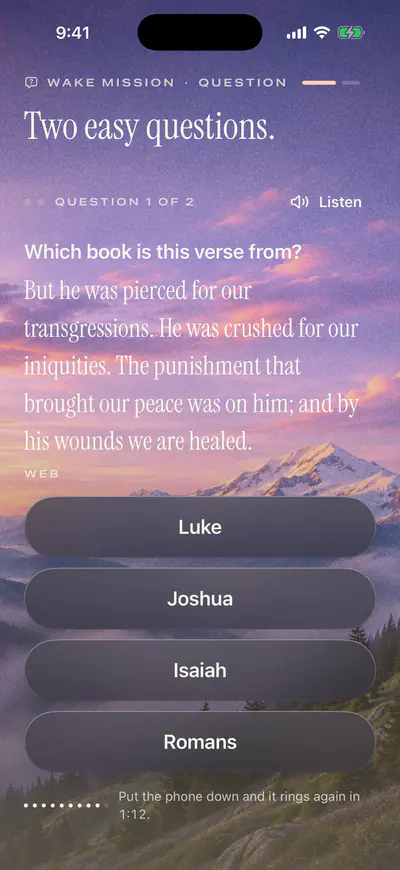 9:41
WAKE MISSION · QUESTION
Two easy questions.
QUESTION 1 OF 2
Listen
Which book is this verse from?
But he was pierced for our
transgressions. He was crushed for our
iniquities. The punishment that
brought our peace was on him; and by
his wounds we are healed.
WEB
Luke
Joshua
Isaiah
Romans
Put the phone down and it rings again in
1:12.